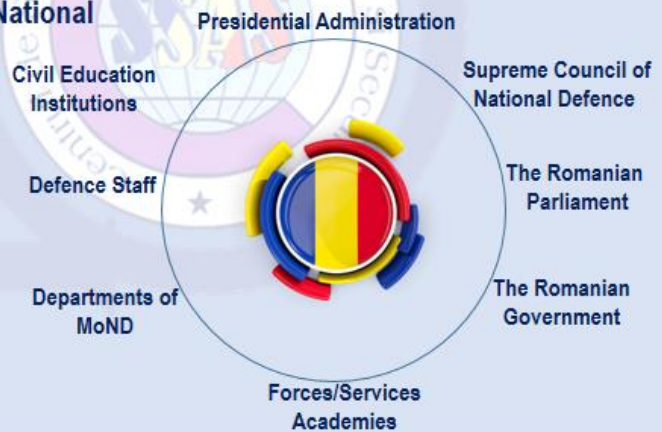 National
Presidential Administration
Civil Education
Institutions
Supreme Council of
National Defence
Defence Staff
The Romanian
Parliament
Departments of
MoND
The Romanian
Government
Forces/Services
Academies